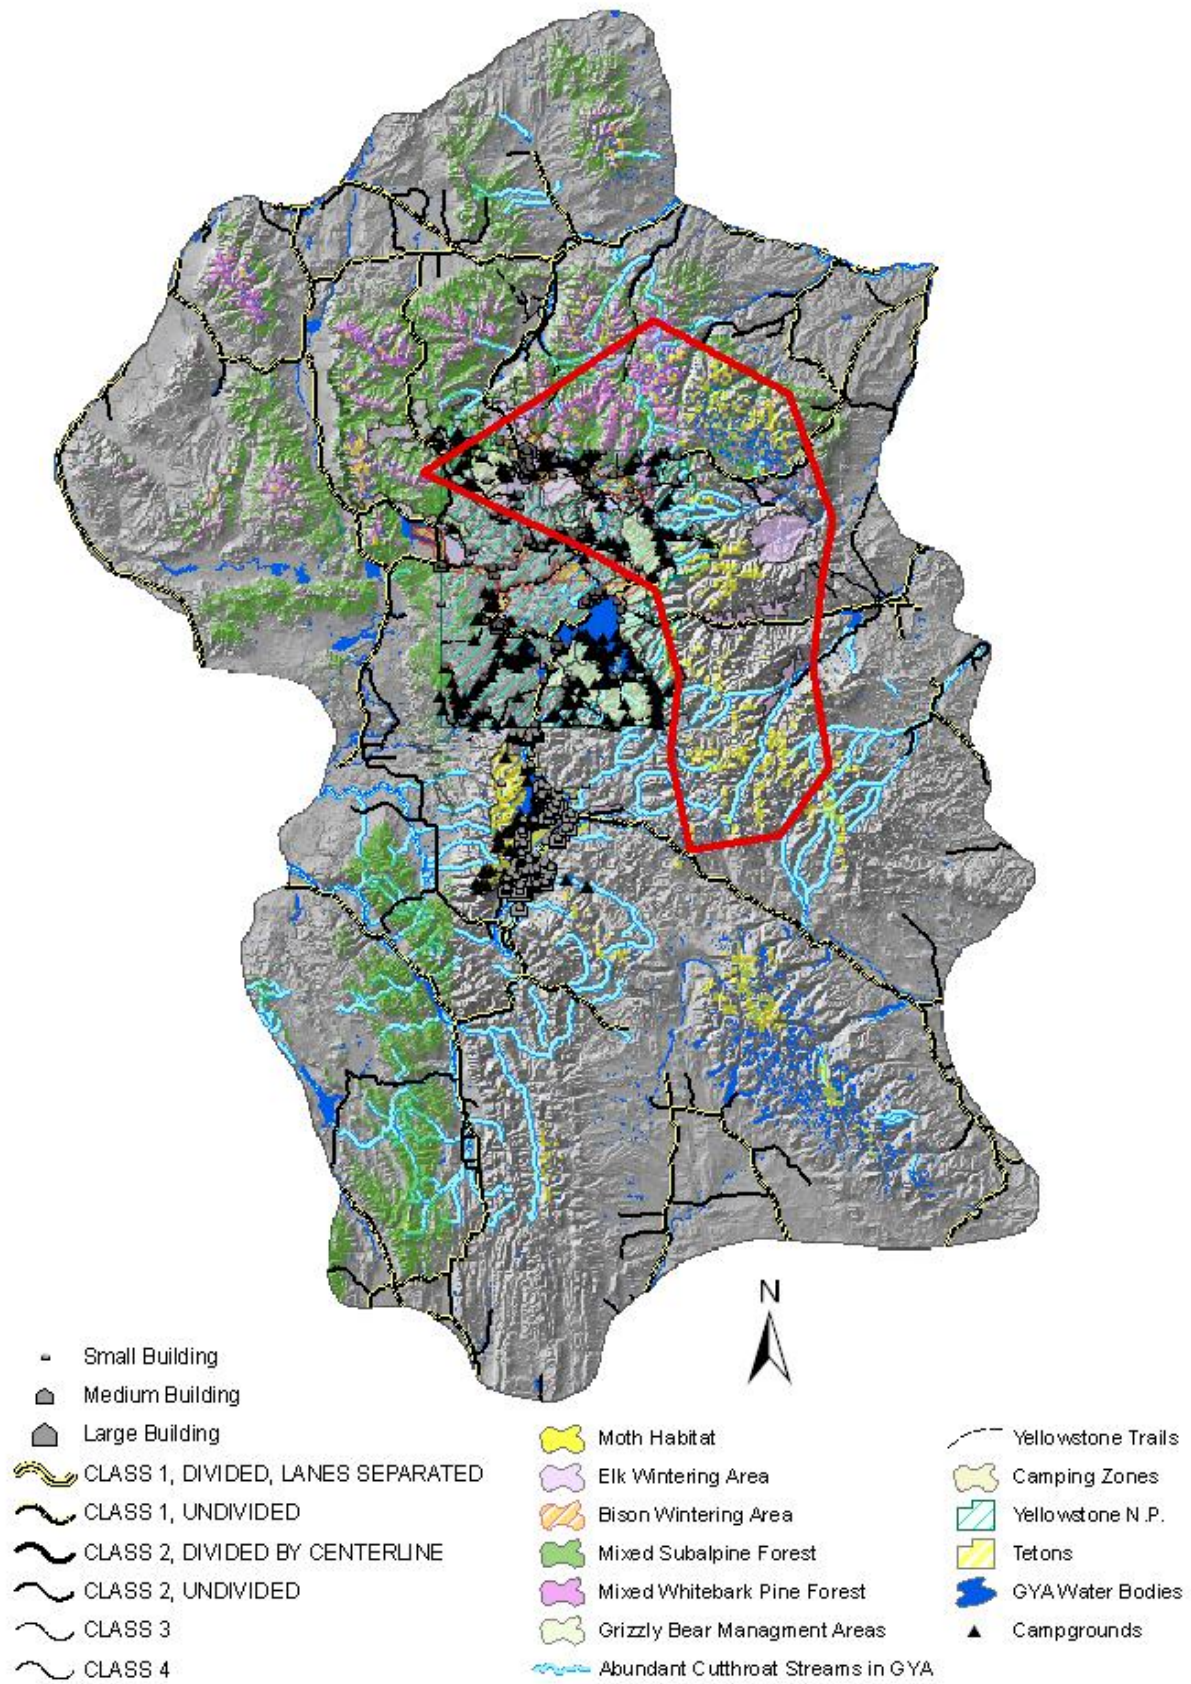 N
Small Building
Medium Building
Large Building
CLASS 1, DIVIDED, LANES SEPARATED
CLASS 1, UNDIVIDED
CLASS 2, DIVIDED BY CENTERLINE
CLASS 2, UNDIVIDED
CLASS 3
CLASS 4
Moth Habitat
Elk Wintering Area
Bison Wintering Area
Mixed Subalpine Forest
Mixed Whitebark Pine Forest
Grizzly Bear Managment Areas
Abundant Cutthroat Streams in GYA
Yellowstone Trails
Camping Zones
Yellowstone N.P.
Tetons
GYA Water Bodies
Campgrounds